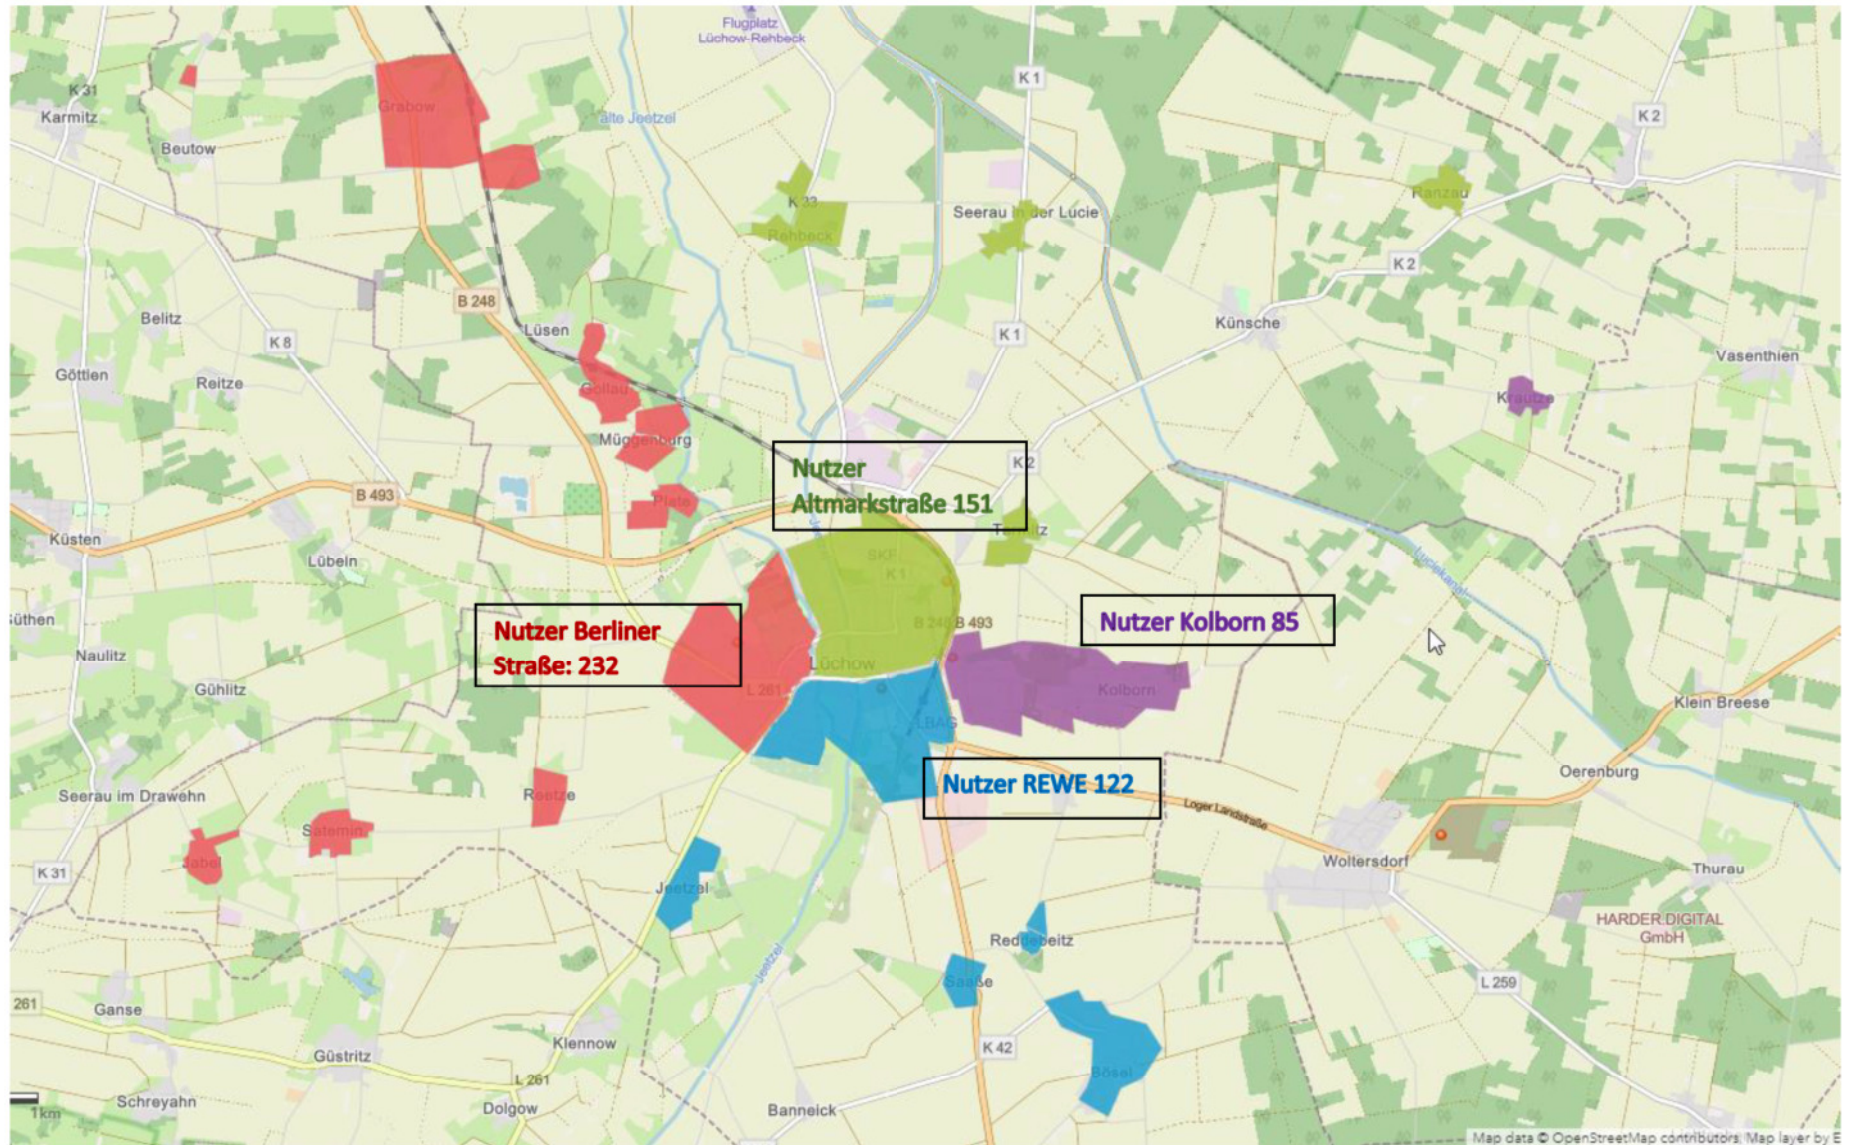 Flugplatz
Lüchow-Rehbeck
K 31
Karmitz
Grabow
alte Jeetzel
K 1
K 2
Beutow
K 33
Rehbeck
Seerau in der Lucie
Ranzau
K 2
B 248
Belitz
Lüsen
Künsche
K 8
K 1
Vasenthien
Göttien
Reitze
Gollau
Krautze
Müggenburg
Nutzer
Altmarkstraße 151
K 2
B 493
Plate
Küsten
Lübeln
SKF
K 1
Luciekanal
Nutzer Berliner
Straße: 232
B 248
B 493
Nutzer Kolborn 85
Naulitz
Lüchow
Gühlitz
L 261
Kolborn
Klein Breese
LBAG
Nutzer REWE 122
Oerenburg
Seerau im Drawehn
Reetze
Loger Landstraße
Satemin
Jabel
K 31
Woltersdorf
Thurau
Jeetzel
HARDER.DIGITAL
GmbH
Reddebeitz
Jeetzel
Saaße
L 259
261
Ganse
Klennow
K 42
Güstritz
Bösel
L 261
Schreyahn
Dolgow
Banneick
1km
Map data © OpenStreetMap contributors, Map layer by E